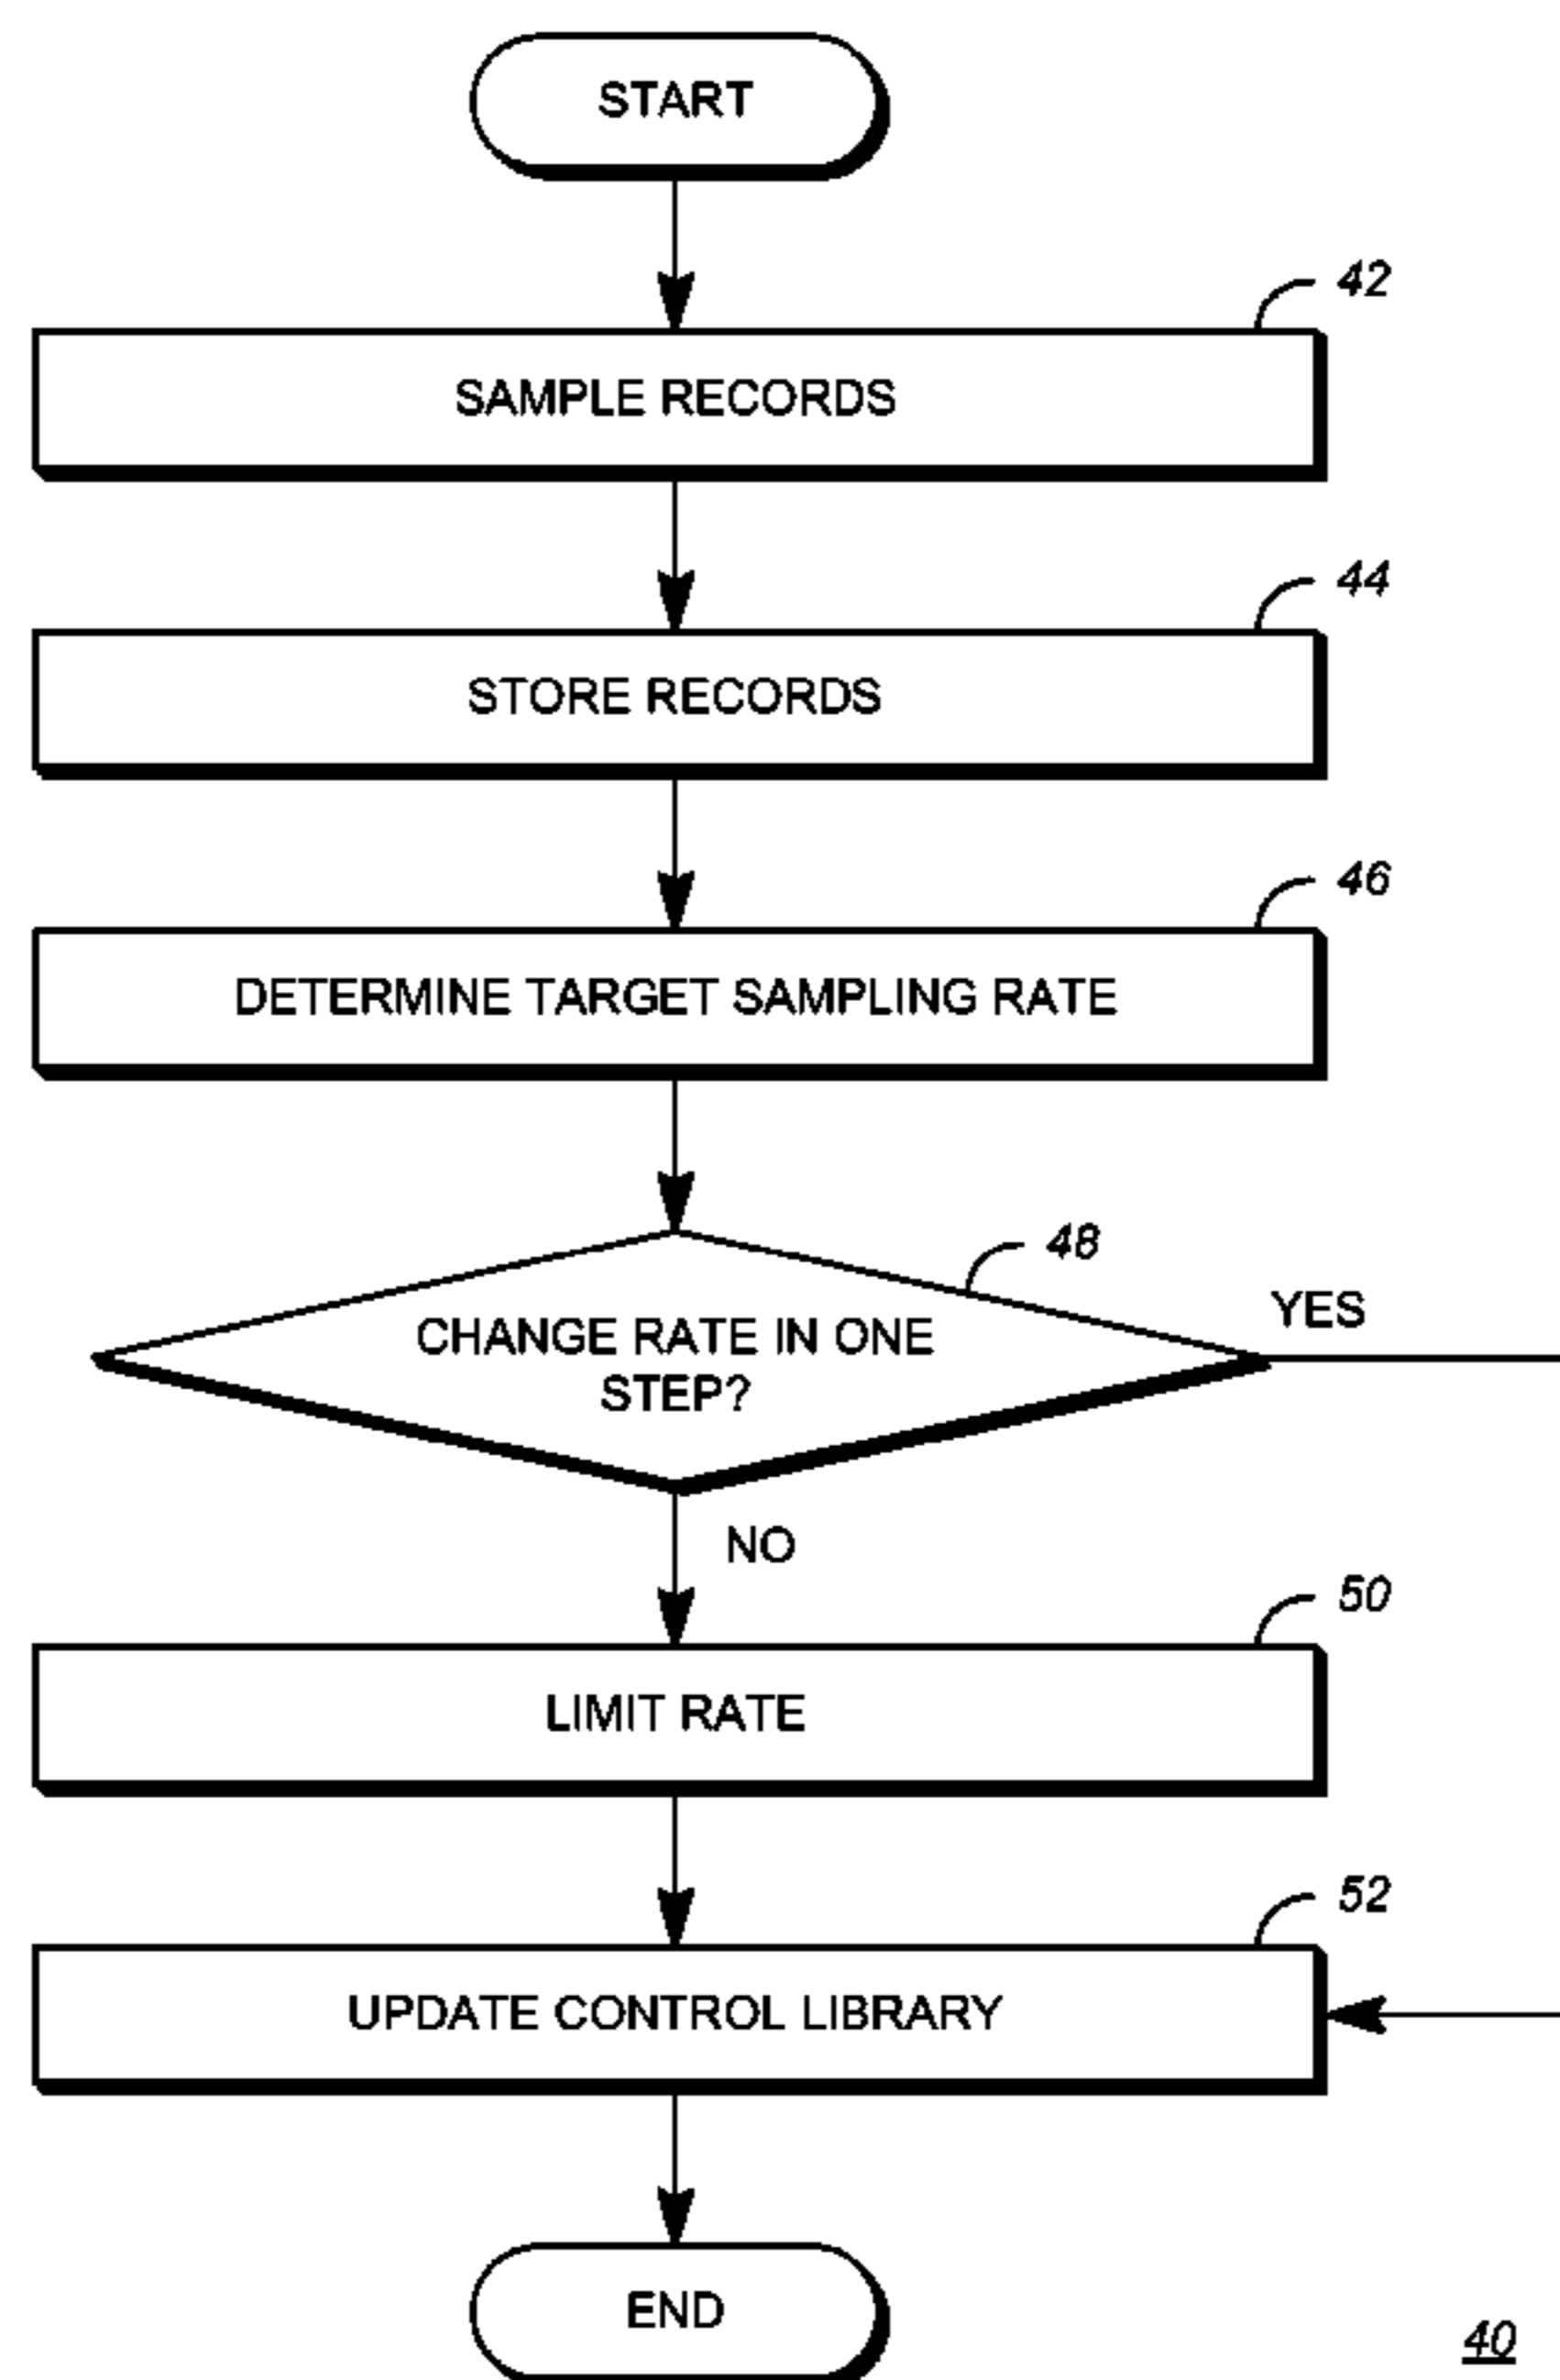 START
42
SAMPLE RECORDS
44
STORE RECORDS
46
DETERMINE TARGET SAMPLING RATE
48
CHANGE RATE IN ONE
STEP?
YES
NO
50
LIMIT RATE
52
UPDATE CONTROL LIBRARY
END
40